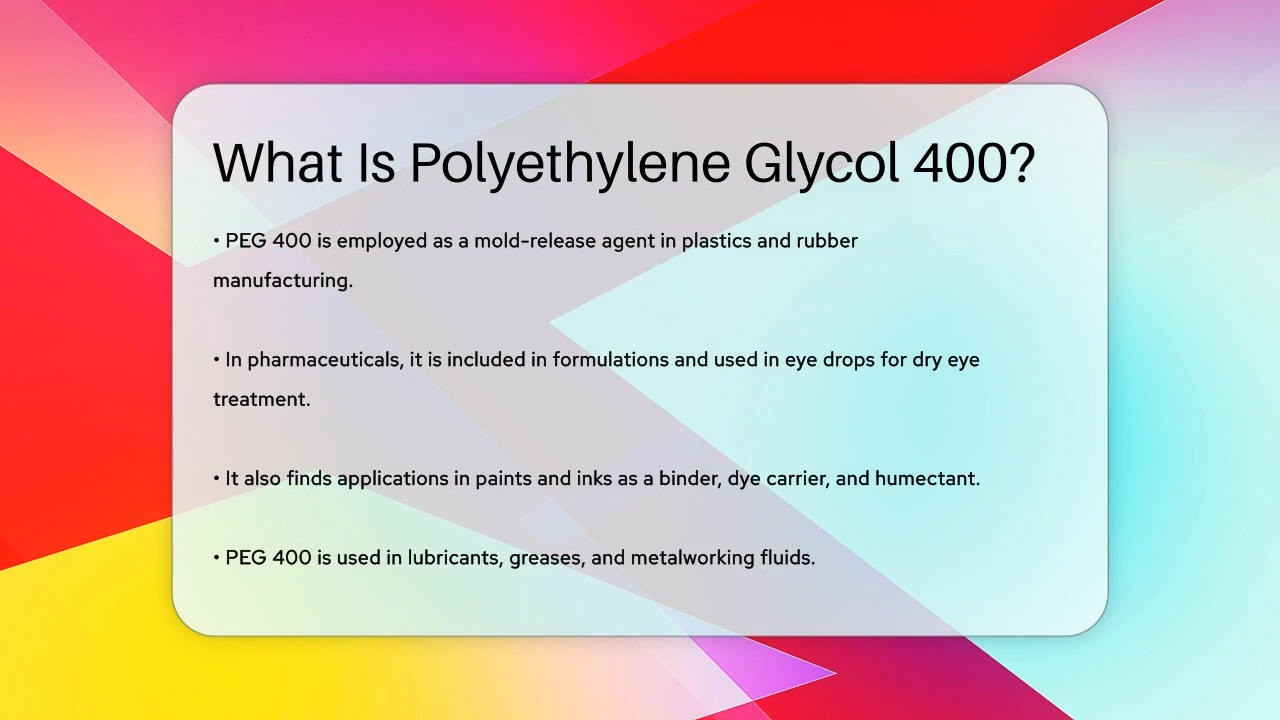 What Is Polyethylene Glycol 400?
• PEG 400 is employed as a mold-release agent in plastics and rubber
manufacturing.
• In pharmaceuticals, it is included in formulations and used in eye drops for dry eye
treatment.
• It also finds applications in paints and inks as a binder, dye carrier, and humectant.
• PEG 400 is used in lubricants, greases, and metalworking fluids.